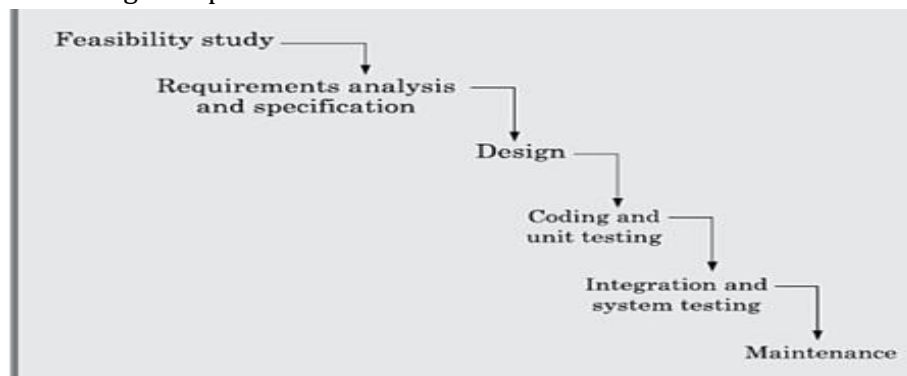 Feasibility study
Requirements analysis
and specification
Design
Coding and
unit testing
Integration and
system testing
Maintenance